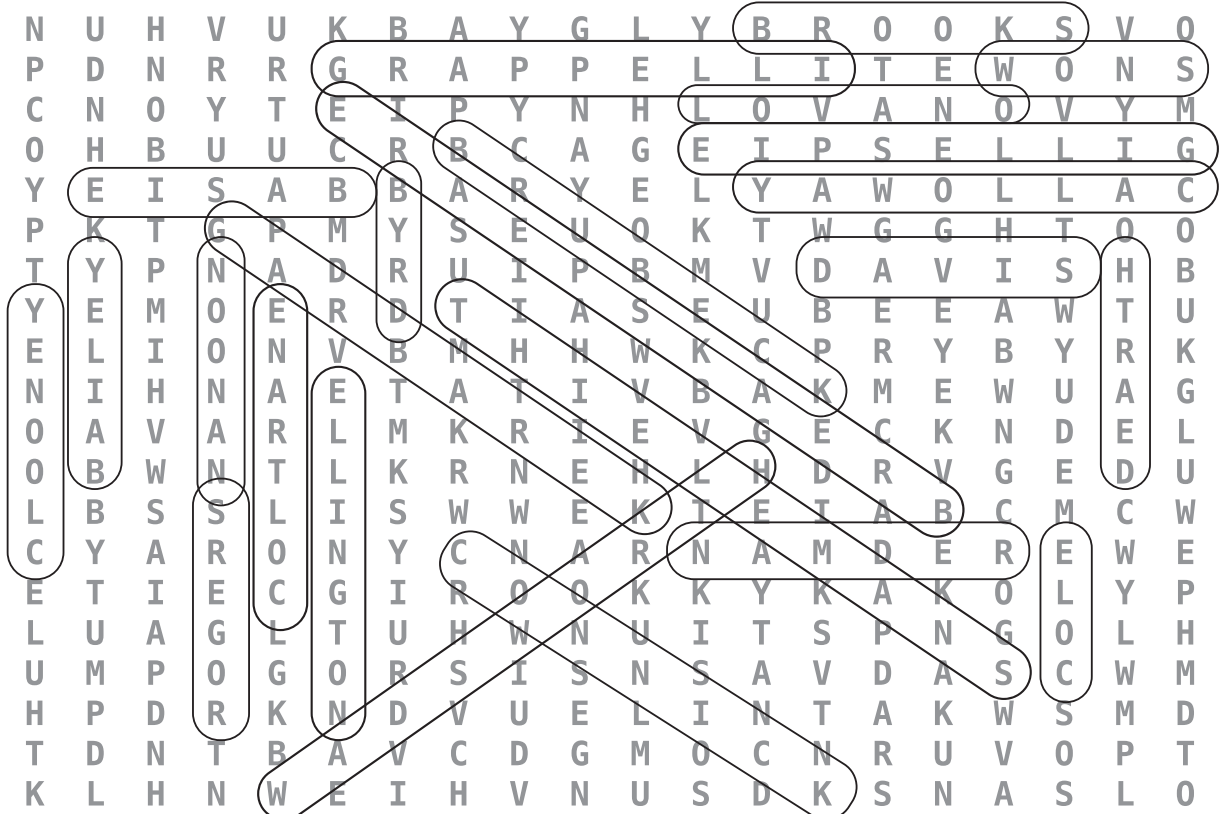 N U H V U K B A Y G L Y B R O O K S V O
P D N R R G R A P P E L L I T E W O N S
C N O Y T E I P Y N H L O V A N O V Y M
O H B U U C R B C A G E I P S E L L I G
Y E I S A B B A R Y E L Y A W O L L A C
P K T G P M Y S E U O K T W G G H T O O
T Y P N A D R U I P B M V D A V I S H B
Y E M O E R D T I A S E U B E E A W T U
E L I O N V B M H H W K C P R Y B Y R K
N I H N A E T A T I V B A K M E W U A G
O A V A R L M K R I E V G E C K N D E L
O B W N T L K R N E H L H D R V G E D U
L B S S L I S W W E K T E I A B C M C W
C Y A R O N Y C N A R N A M D E R E W E
E T I E C G I R O O K K Y K A K O L Y P
L U A G L T U H W N U I T S P N G O L H
U M P O G O R S I S N S A V D A S C W M
H P D R K N D V U E L I N T A K W S M D
T D N T B A V C D G M O C N R U V O P T
K L H N W E I H V N U S D K S N A S L O